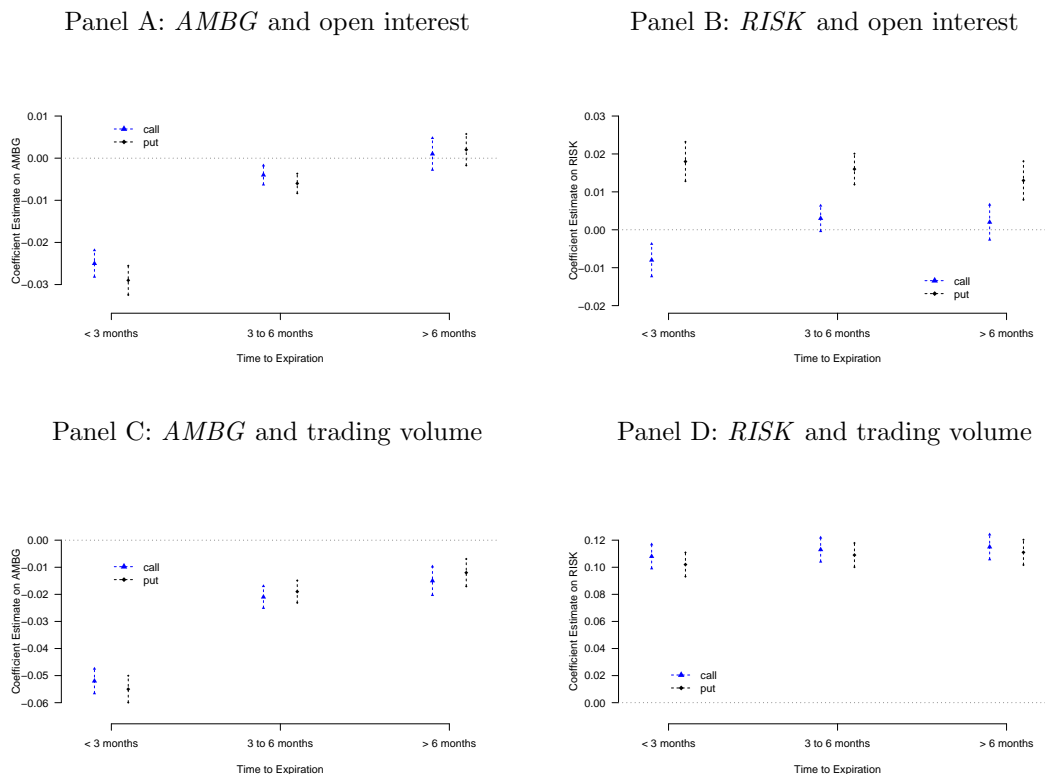 Panel A: AMBG and open interest
0.01
0.00
−0.01
−0.02
−0.03
Coefficient Estimate on AMBG
call
put
< 3 months
3 to 6 months
> 6 months
Time to Expiration
Panel B: RISK and open interest
0.03
0.02
0.01
0.00
−0.01
−0.02
Coefficient Estimate on RISK
call
put
< 3 months
3 to 6 months
> 6 months
Time to Expiration
Panel C: AMBG and trading volume
0.00
−0.01
−0.02
−0.03
−0.04
−0.05
−0.06
Coefficient Estimate on AMBG
call
put
< 3 months
3 to 6 months
> 6 months
Time to Expiration
Panel D: RISK and trading volume
0.12
0.10
0.08
0.06
0.04
0.02
0.00
Coefficient Estimate on RISK
call
put
< 3 months
3 to 6 months
> 6 months
Time to Expiration